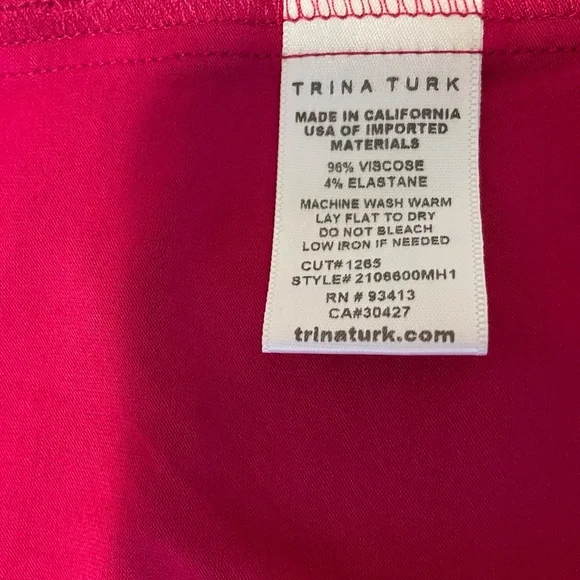 TRINA TURK
MADE IN CALIFORNIA
USA OF IMPORTED
MATERIALS
96% VISCOSE
4% ELASTANE
MACHINE WASH WARM
LAY FLAT TO DRY
DO NOT BLEACH
LOW IRON IF NEEDED
CUT# 1265
STYLE# 2106600MH1
RN # 93413
CA#30427
trinaturk.com